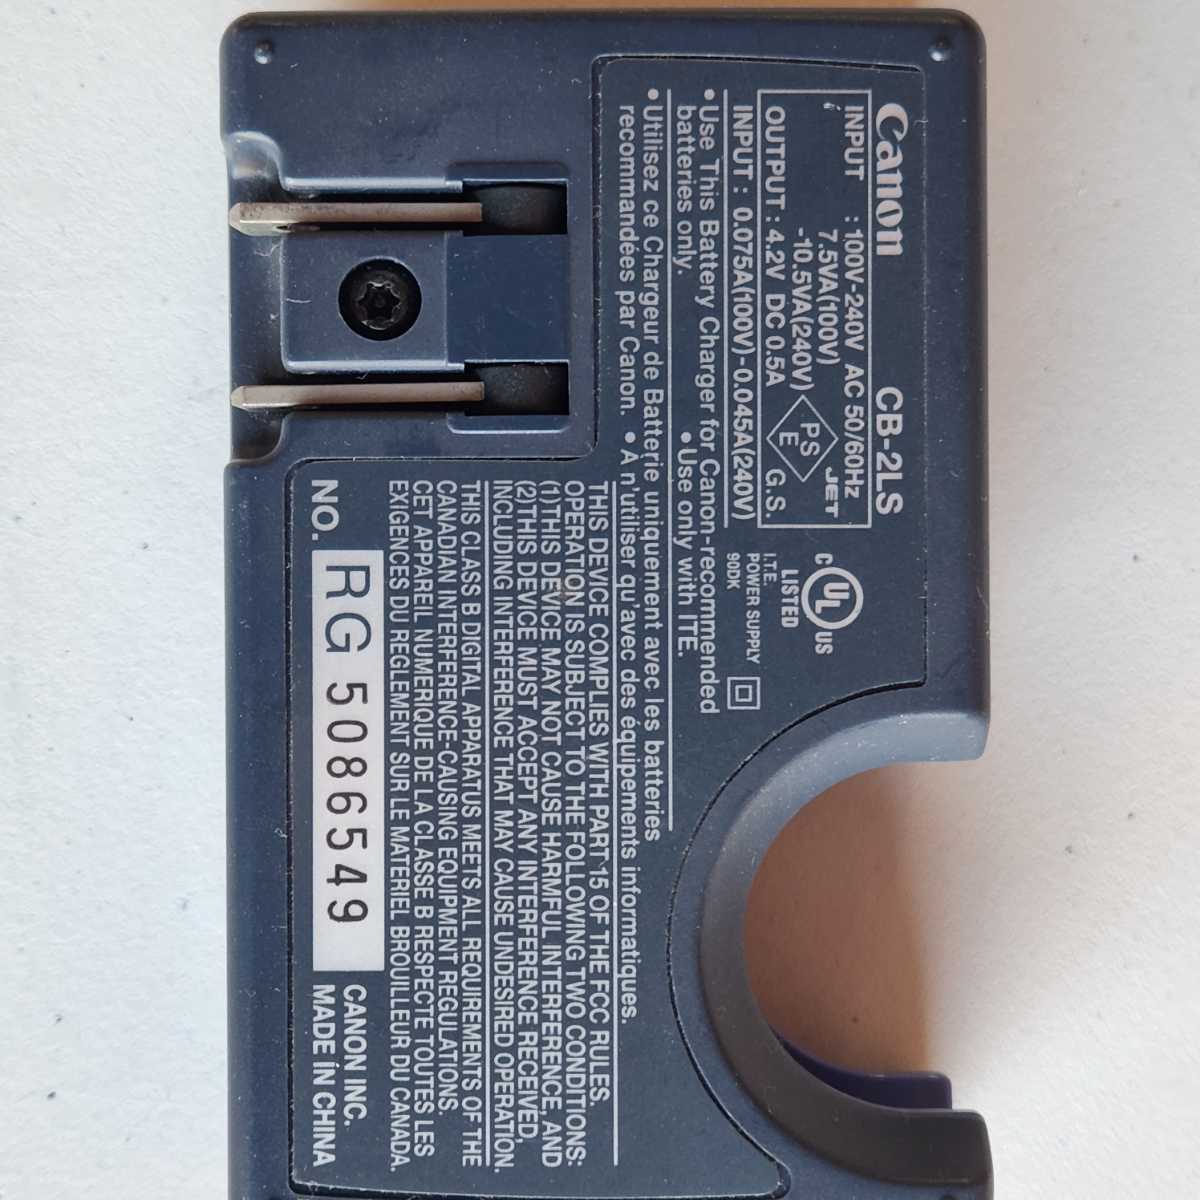 Canon CB-2LS
INPUT : 100V-240V AC 50/60Hz
7.5VA(100V)
-10.5VA(240V)
JET
PS
E
OUTPUT : 4.2V DC 0.5A G.S.
INPUT : 0.075A(100V)-0.045A(240V)
C UL US
LISTED
I.T.E.
POWER SUPPLY
90DK
•Use This Battery Charger for Canon-recommended
batteries only. •Use only with ITE.
•Utilisez ce Chargeur de Batterie uniquement avec les batteries
recommandées par Canon. •A n'utiliser qu'avec des équipements informatiques.
THIS DEVICE COMPLIES WITH PART 15 OF THE FCC RULES.
OPERATION IS SUBJECT TO THE FOLLOWING TWO CONDITIONS:
(1)THIS DEVICE MAY NOT CAUSE HARMFUL INTERFERENCE, AND
(2)THIS DEVICE MUST ACCEPT ANY INTERFERENCE RECEIVED,
INCLUDING INTERFERENCE THAT MAY CAUSE UNDESIRED OPERATION.
THIS CLASS B DIGITAL APPARATUS MEETS ALL REQUIREMENTS OF THE
CANADIAN INTERFERENCE-CAUSING EQUIPMENT REGULATIONS.
CET APPAREIL NUMERIQUE DE LA CLASSE B RESPECTE TOUTES LES
EXIGENCES DU REGLEMENT SUR LE MATERIEL BROUILLEUR DU CANADA.
NO. RG 5086549
CANON INC.
MADE IN CHINA